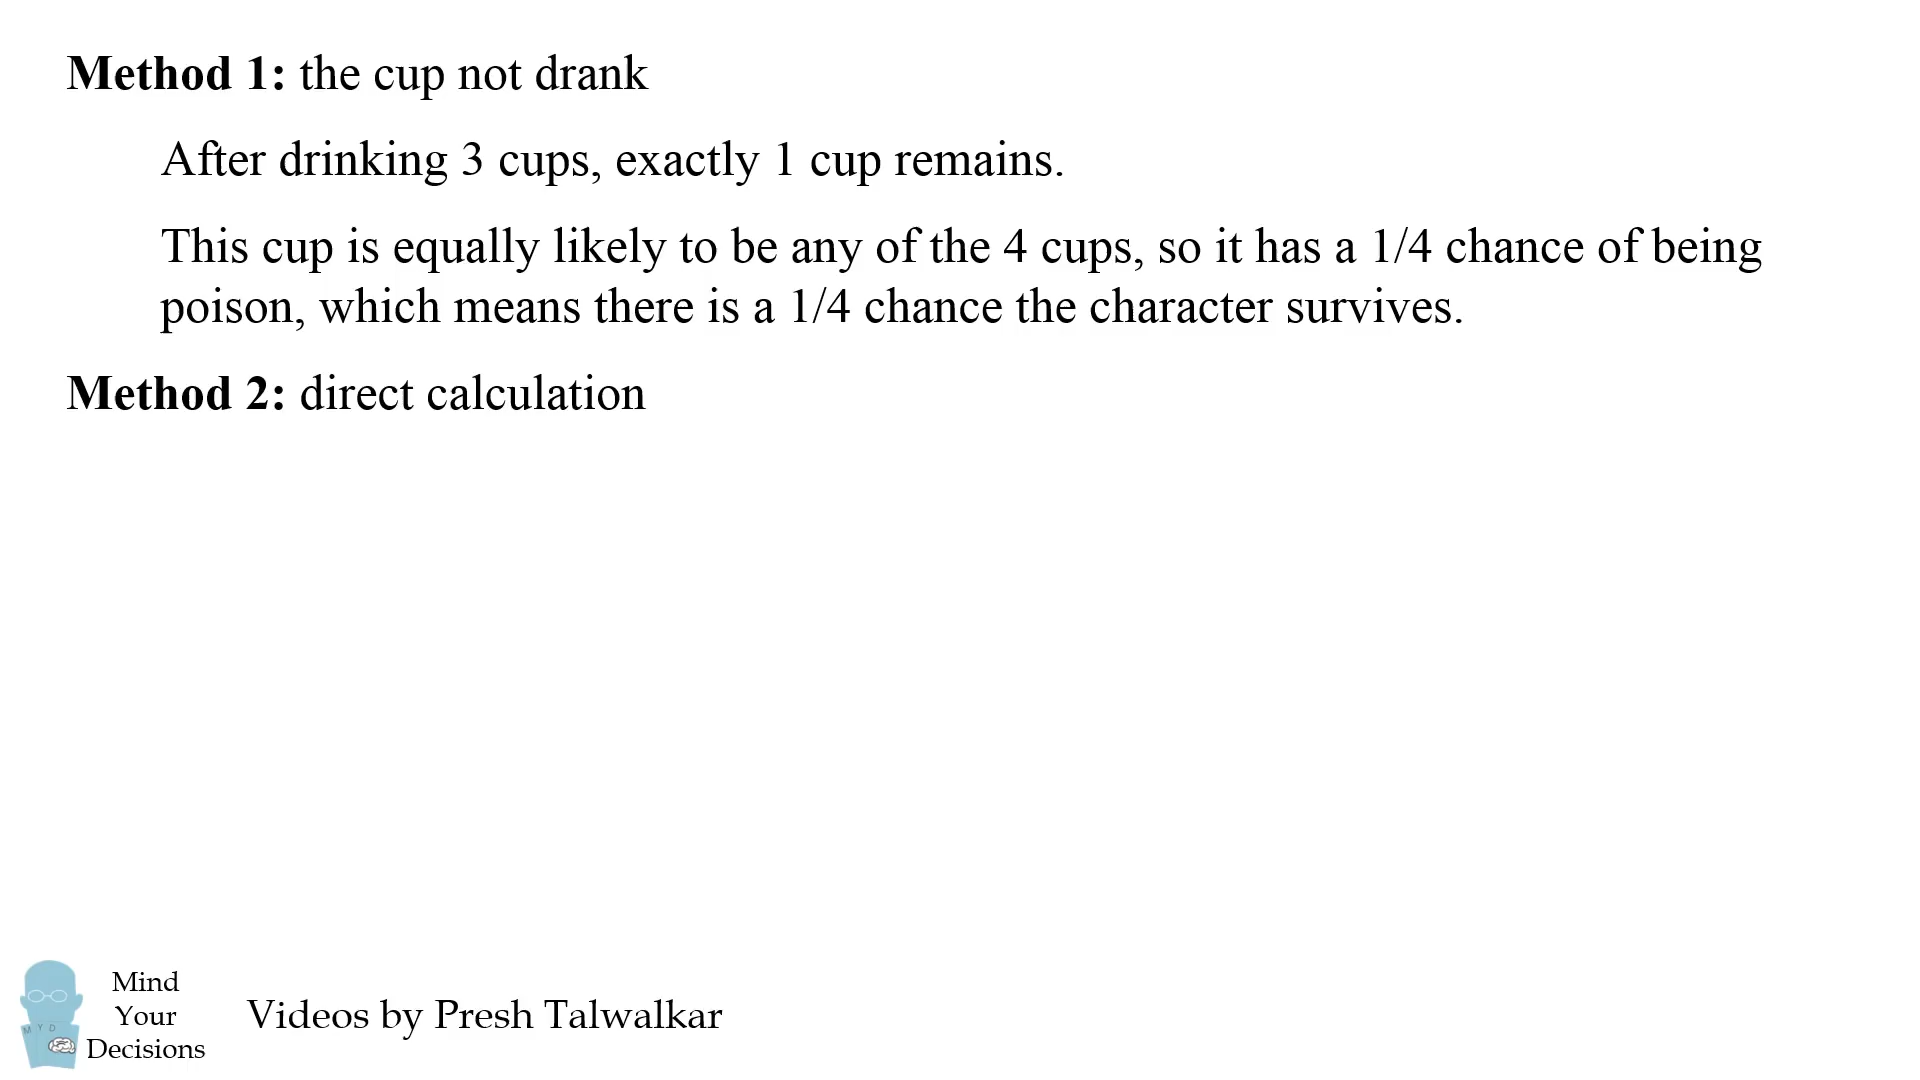 Method 1: the cup not drank
After drinking 3 cups, exactly 1 cup remains.
This cup is equally likely to be any of the 4 cups, so it has a 1/4 chance of being
poison, which means there is a 1/4 chance the character survives.
Method 2: direct calculation
M Y D
Mind
Your
Decisions
Videos by Presh Talwalkar